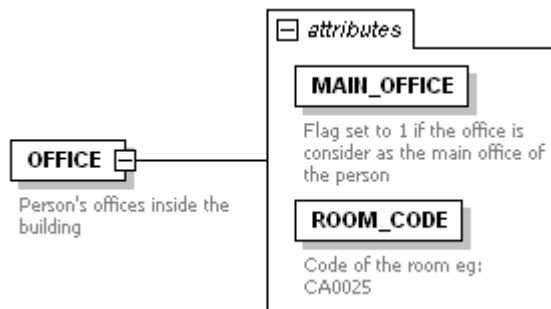 attributes
MAIN_OFFICE
Flag set to 1 if the office is
consider as the main office of
the person
OFFICE
Person's offices inside the
building
ROOM_CODE
Code of the room eg:
CA0025